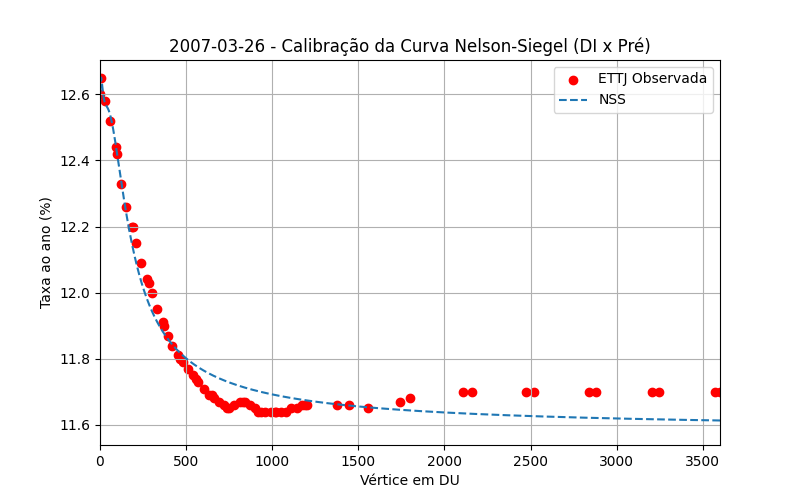 2007-03-26 - Calibração da Curva Nelson-Siegel (DI x Pré)
ETTJ Observada
NSS
Taxa ao ano (%)
12.6
12.4
12.2
12.0
11.8
11.6
0 500 1000 1500 2000 2500 3000 3500
Vértice em DU